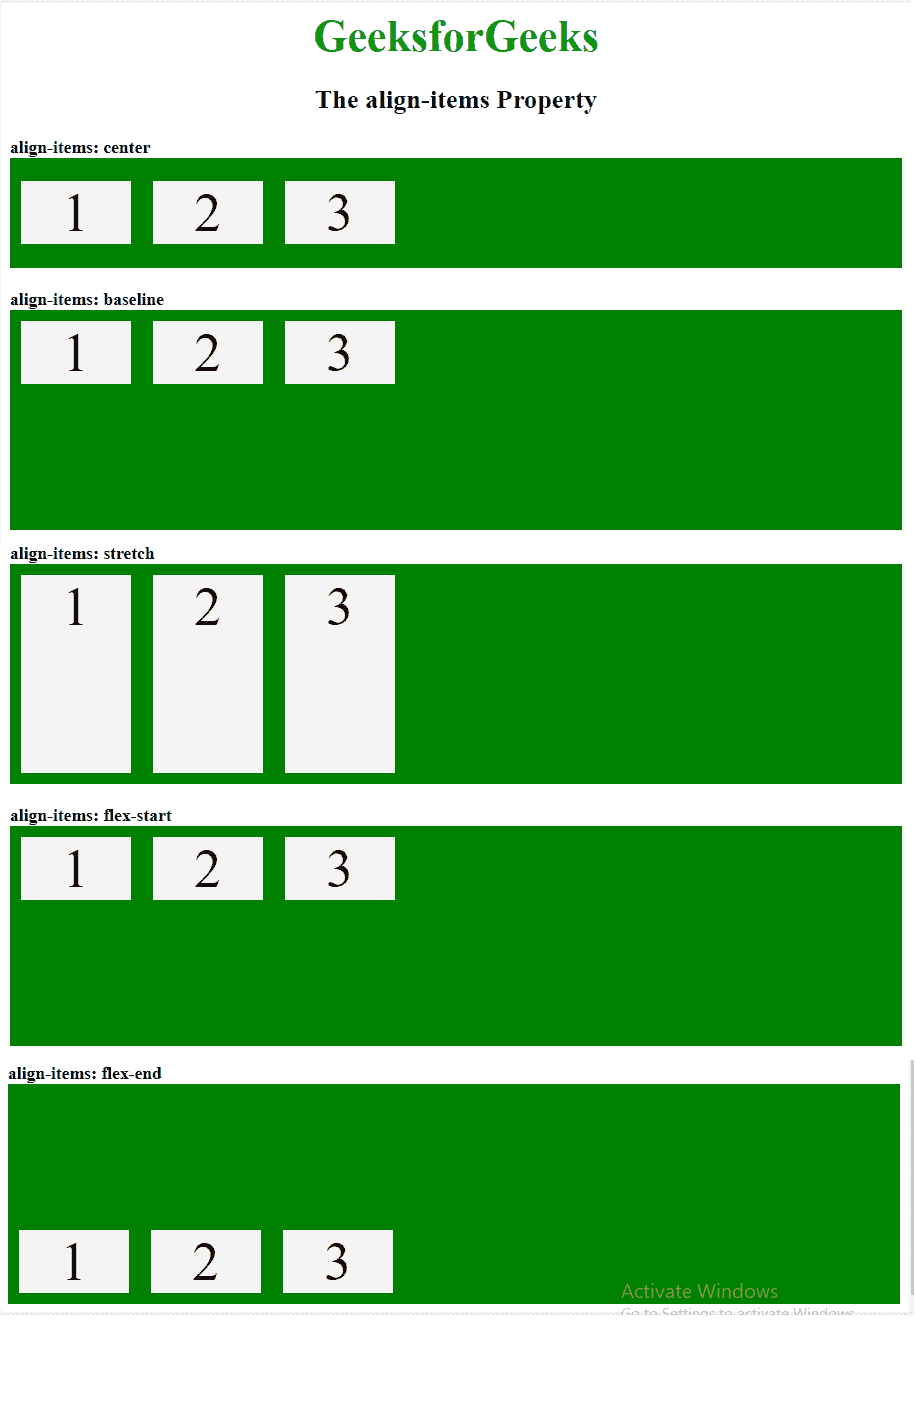 GeeksforGeeks
The align-items Property
align-items: center
1 2 3
align-items: baseline
1 2 3
align-items: stretch
1 2 3
align-items: flex-start
1 2 3
align-items: flex-end
1 2 3
Activate Windows
Go to Settings to activate Windows